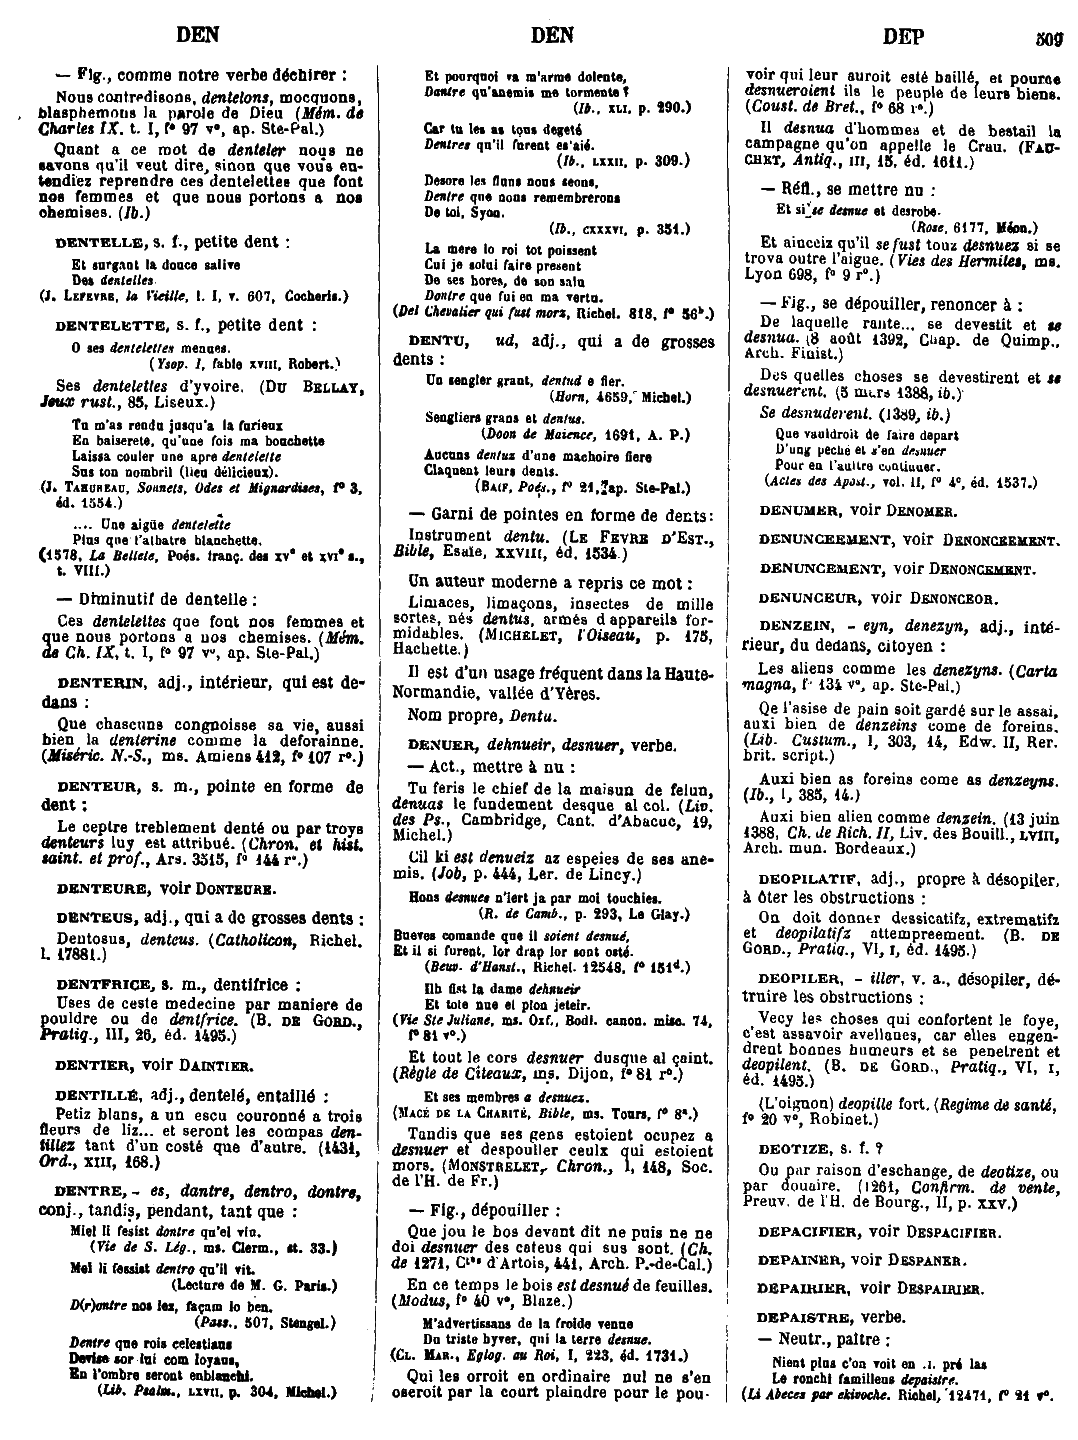 DEN
DEN
DEP
509
— Fig., comme notre verbe déchirer :
Nous contredisons, dentelons, mocquons,
blasphemons la parole de Dieu (Mém. de
Charles IX, t. I, fº 97 vº, ap. Ste-Pal.)
Quant a ce mot de denteler nous ne
savons qu'il veut dire, sinon que vous en-
tendiez reprendre ces dentelettes que font
nos femmes et que nous portons a nos
chemises. (Ib.)
DENTELLE, s. f., petite dent :
Et surgant la douce salive
Des dentelles
(J. LEFEVRE, la Vieille, l. I, v. 607, Cocheris.)
DENTELETTE, s. f., petite dent :
O ses dentelettes menues.
(Ysop. I, fable XVIII, Robert.)
Ses dentelettes d'yvoire. (DU BELLAY,
Jeux rust., 85, Liseux.)
Tu m'as rendu jusqu'a la furieux
En baiserete, qu'une fois ma bouchette
Laissa couler une apre dentelette
Sus ton nombril (lieu délicieux).
(J. TAHUREAU, Sonnets, Odes et Mignardises, fº 3,
éd. 1554.)
.... Une aigüe dentelette
Plus que l'albatre blanchette.
(1578, La Bellete, Poés. franç. des XVe et XVIe s.,
t. VIII.)
— Diminutif de dentelle :
Ces dentelettes que font nos femmes et
que nous portons a nos chemises. (Mém.
de Ch. IX, t. I, fº 97 vº, ap. Ste-Pal.)
DENTERIN, adj., intérieur, qui est de-
dans :
Que chascuns congnoisse sa vie, aussi
bien la denterine comme la deforainne.
(Miséric. N.-S., ms. Amiens 412, fº 107 rº.)
DENTEUR, s. m., pointe en forme de
dent :
Le ceptre treblement denté ou par troys
denteurs luy est attribué. (Chron. et hist.
saint. et prof., Ars. 3515, fº 144 rº.)
DENTEURE, voir DONTEURE.
DENTEUS, adj., qui a de grosses dents :
Dentosus, denteus. (Catholicon, Richel.
l. 17881.)
DENTFRICE, s. m., dentifrice :
Uses de ceste medecine par maniere de
pouldre ou de dentfrice. (B. DE GORD.,
Pratiq., III, 26, éd. 1495.)
DENTIER, voir DAINTIER.
DENTILLÉ, adj., dentelé, entaillé :
Petiz blans, a un escu couronné a trois
fleurs de liz... et seront les compas den-
tillez tant d'un costé que d'autre. (1431,
Ord., XIII, 168.)
DENTRE, - es, dantre, dentro, dontre,
conj., tandis, pendant, tant que :
Miel li fesist dontre qu'el viu.
(Vie de S. Lég., ms. Clerm., st. 33.)
Mel li fessist dentro qu'il vit.
(Lecture de M. G. Paris.)
D(r)ontre nos lez, façam lo ben.
(Pass., 507, Stengel.)
Dentre que rois celestians
Devise sor lui com loyaus,
En l'ombre seront enblanchi.
(Lib. Psalm., LXVII, p. 304, Michel.)
Et pourquoi va m'arme dolente,
Dantre qu'anemis me tormente ?
(Ib., XLI, p. 290.)
Car tu les as tous degeté
Dentres qu'il furent es'aié.
(Ib., LXXII, p. 309.)
Desore les fluns nous seons,
Dentre que nous remembrerons
De toi, Syon.
(Ib., CXXXVI, p. 351.)
La mere lo roi tot poissent
Cui je solui faire present
De ses hores, de son salu
Dontre que fui en ma vertu.
(Del Chevalier qui fust morz, Richel. 818, fº 56b.)
DENTU, ud, adj., qui a de grosses
dents :
Un sengler grant, dentud e fier.
(Horn, 4659, Michel.)
Sengliers grans et dentus.
(Doon de Maience, 1691, A. P.)
Aucuns dentuz d'une machoire fiere
Claquent leurs dents.
(BAIF, Poés., fº 21, ap. Ste-Pal.)
— Garni de pointes en forme de dents:
Instrument dentu. (LE FEVRE D'EST.,
Bible, Esaïe, XXVIII, éd. 1534.)
Un auteur moderne a repris ce mot :
Limaces, limaçons, insectes de mille
sortes, nés dentus, armés d appareils for-
midables. (MICHELET, l'Oiseau, p. 175,
Hachette.)
Il est d'un usage fréquent dans la Haute-
Normandie, vallée d'Yères.
Nom propre, Dentu.
DENUER, dehnueir, desnuer, verbe.
— Act., mettre à nu :
Tu feris le chief de la maisun de felun,
denuas le fundement desque al col. (Liv.
des Ps., Cambridge, Cant. d'Abacuc, 19,
Michel.)
Cil ki est denueiz az espeies de ses ane-
mis. (Job, p. 444, Ler. de Lincy.)
Hons desnues n'iert ja par moi touchies.
(R. de Camb., p. 293, Le Glay.)
Bueves comande que il soient desnué,
Et il si furent, lor drap lor sont osté.
(Beuv. d'Hanst., Richel. 12548, fº 151d.)
Ilh fist la dame dehnueir
Et tote nue el plon jeteir.
(Vie Ste Juliane, ms. Oxf., Bodl. canon. misc. 74,
fº 81 vº.)
Et tout le cors desnuer dusque al çaint.
(Règle de Citeaux, ms. Dijon, fº 81 rº.)
Et ses membres a desnuez.
(MACÉ DE LA CHARITÉ, Bible, ms. Tours, fº 8a.)
Tandis que ses gens estoient ocupez a
desnuer et despouller ceulx qui estoient
mors. (MONSTRELET, Chron., I, 148, Soc.
de l'H. de Fr.)
— Fig., dépouiller :
Que jou le bos devant dit ne puis ne ne
doi desnuer des cateus qui sus sont. (Ch.
de 1271, Ctes d'Artois, 441, Arch. P.-de-Cal.)
En ce temps le bois est desnué de feuilles.
(Modus, fº 40 vº, Blaze.)
M'advertissans de la froide venue
Du triste hyver, qui la terre desnue.
(CL. MAR., Eglog. au Roi, I, 223, éd. 1731.)
Qui les orroit en ordinaire nul ne s'en
oseroit par la court plaindre pour le pou-
voir qui leur auroit esté baillé, et pource
desnueroient ils le peuple de leurs biens.
(Coust. de Bret., fº 68 rº.)
Il desnua d'hommes et de bestail la
campagne qu'on appelle le Crau. (FAU-
CHET, Antiq., III, 15, éd. 1611.)
— Réfl., se mettre nu :
Et si se desnue et desrobe.
(Rose, 6177, Méon.)
Et ainceiz qu'il se fust touz desnuez si se
trova outre l'aigue. (Vies des Hermites, ms.
Lyon 698, fº 9 rº.)
— Fig., se dépouiller, renoncer à :
De laquelle rante... se devestit et se
desnua. (8 août 1392, Chap. de Quimp.,
Arch. Finist.)
Des quelles choses se devestirent et se
desnuerent. (5 mars 1388, ib.)
Se desnuderent. (1389, ib.)
Que vauldroit de faire depart
D'ung peché et s'en desnuer
Pour en l'aultre continuer.
(Actes des Apost., vol. II, fº 4c, éd. 1537.)
DENUMER, voir DENOMER.
DENUNCEEMENT, voir DENONCEEMENT.
DENUNCEMENT, voir DENONCEMENT.
DENUNCEUR, voir DENONCEOR.
DENZEIN, - eyn, denezyn, adj., inté-
rieur, du dedans, citoyen :
Les aliens comme les denezyns. (Carta
magna, fº 134 vº, ap. Ste-Pal.)
Qe l'asise de pain soit gardé sur le assai,
auxi bien de denzeins come de foreins.
(Lib. Custum., I, 303, 14, Edw. II, Rer.
brit. script.)
Auxi bien as foreins come as denzeyns.
(Ib., I, 385, 14.)
Auxi bien alien comme denzein. (13 juin
1388, Ch. de Rich. II, Liv. des Bouill., LVIII,
Arch. mun. Bordeaux.)
DEOPILATIF, adj., propre à désopiler,
à ôter les obstructions :
On doit donner dessicatifz, extrematifz
et deopilatifz attempreement. (B. DE
GORD., Pratiq., VI, I, éd. 1495.)
DEOPILER, - iller, v. a., désopiler, dé-
truire les obstructions :
Vecy les choses qui confortent le foye,
c'est assavoir avellanes, car elles engen-
drent bonnes humeurs et se penetrent et
deopilent. (B. DE GORD., Pratiq., VI, I,
éd. 1495.)
(L'oignon) deopille fort. (Regime de santé,
fº 20 vº, Robinet.)
DEOTIZE, s. f. ?
Ou par raison d'eschange, de deotize, ou
par douaire. (1261, Confirm. de vente,
Preuv. de l'H. de Bourg., II, p. XXV.)
DEPACIFIER, voir DESPACIFIER.
DEPAINER, voir DESPANER.
DEPAIRIER, voir DESPAIRIER.
DEPAISTRE, verbe.
— Neutr., paître :
Nient plus c'on voit en .I. pré las
Le ronchi familleus depaistre.
(Li Abeces par ekivoche. Richel, 12471, fº 21 vº.